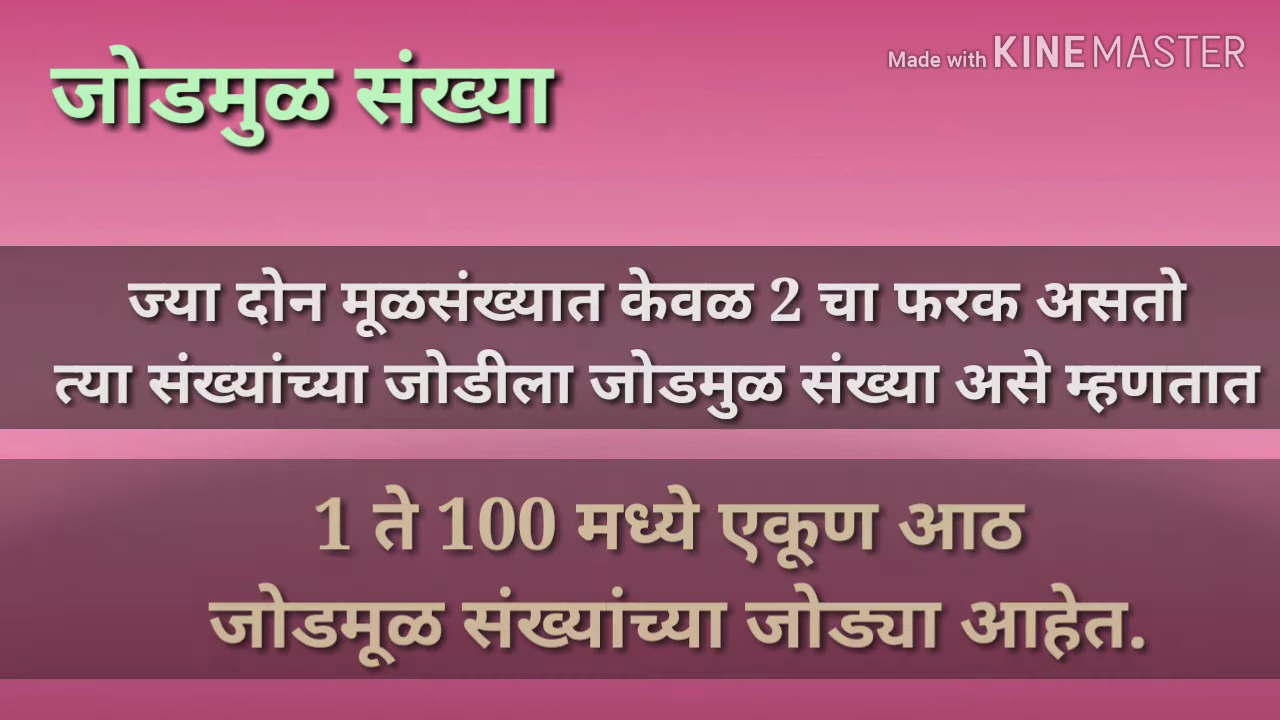 Made with KINEMASTER
जोडमुळ संख्या
ज्या दोन मूळसंख्यात केवळ 2 चा फरक असतो
त्या संख्यांच्या जोडीला जोडमुळ संख्या असे म्हणतात
1 ते 100 मध्ये एकूण आठ
जोडमूळ संख्यांच्या जोड्या आहेत.